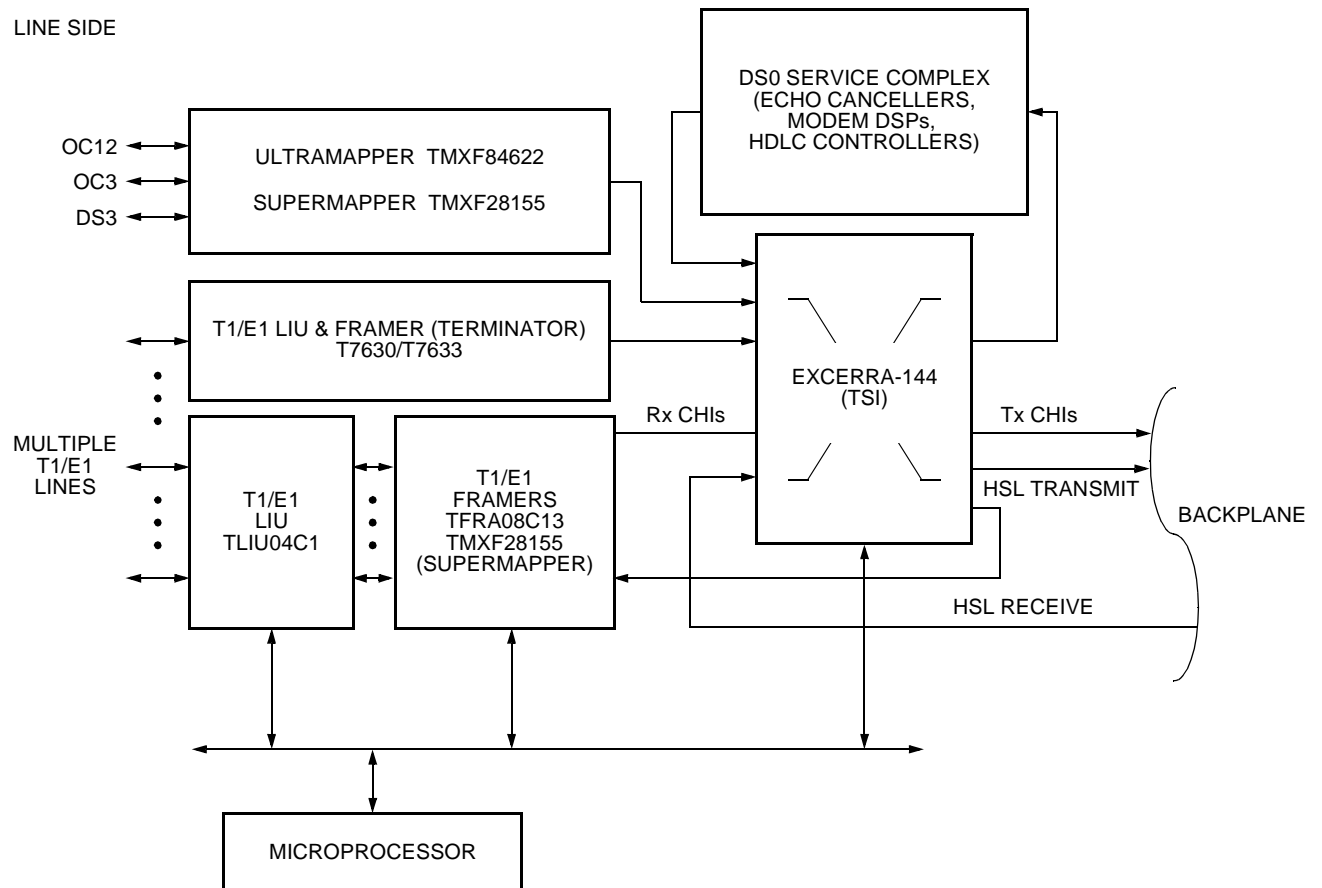 LINE SIDE
DS0 SERVICE COMPLEX
(ECHO CANCELLERS,
MODEM DSPs,
HDLC CONTROLLERS)
OC12
OC3
DS3
ULTRAMAPPER TMXF84622
SUPERMAPPER TMXF28155
T1/E1 LIU & FRAMER (TERMINATOR)
T7630/T7633
EXCERRA-144
(TSI)
Rx CHIs
Tx CHIs
MULTIPLE
T1/E1
LINES
T1/E1
LIU
TLIU04C1
T1/E1
FRAMERS
TFRA08C13
TMXF28155
(SUPERMAPPER)
HSL TRANSMIT
BACKPLANE
HSL RECEIVE
MICROPROCESSOR